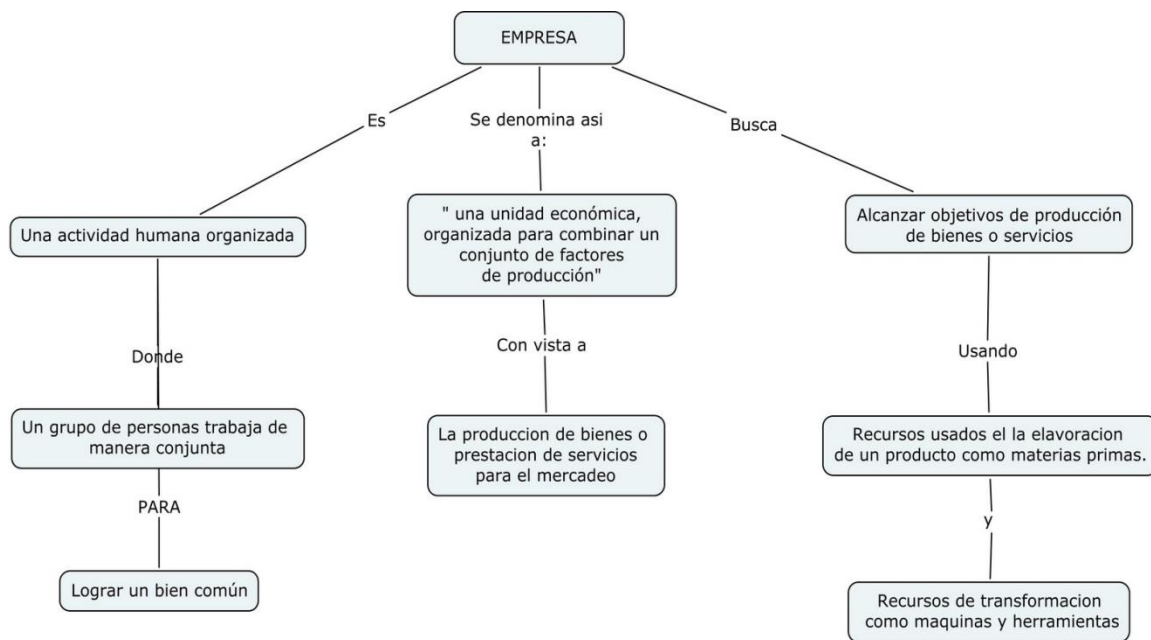 EMPRESA
Es
Se denomina asi
a:
Busca
Una actividad humana organizada
" una unidad económica,
organizada para combinar un
conjunto de factores
de producción"
Alcanzar objetivos de producción
de bienes o servicios
Donde
Con vista a
Usando
Un grupo de personas trabaja de
manera conjunta
La produccion de bienes o
prestacion de servicios
para el mercadeo
Recursos usados el la elavoracion
de un producto como materias primas.
PARA
y
Lograr un bien común
Recursos de transformacion
como maquinas y herramientas